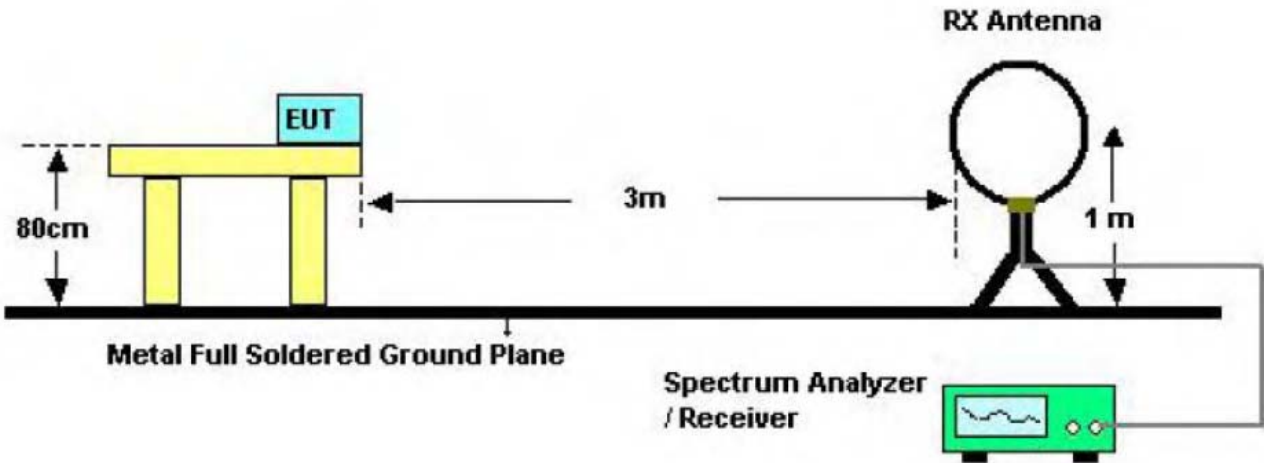 RX Antenna
EUT
80cm
3m
1 m
Metal Full Soldered Ground Plane
Spectrum Analyzer
/ Receiver